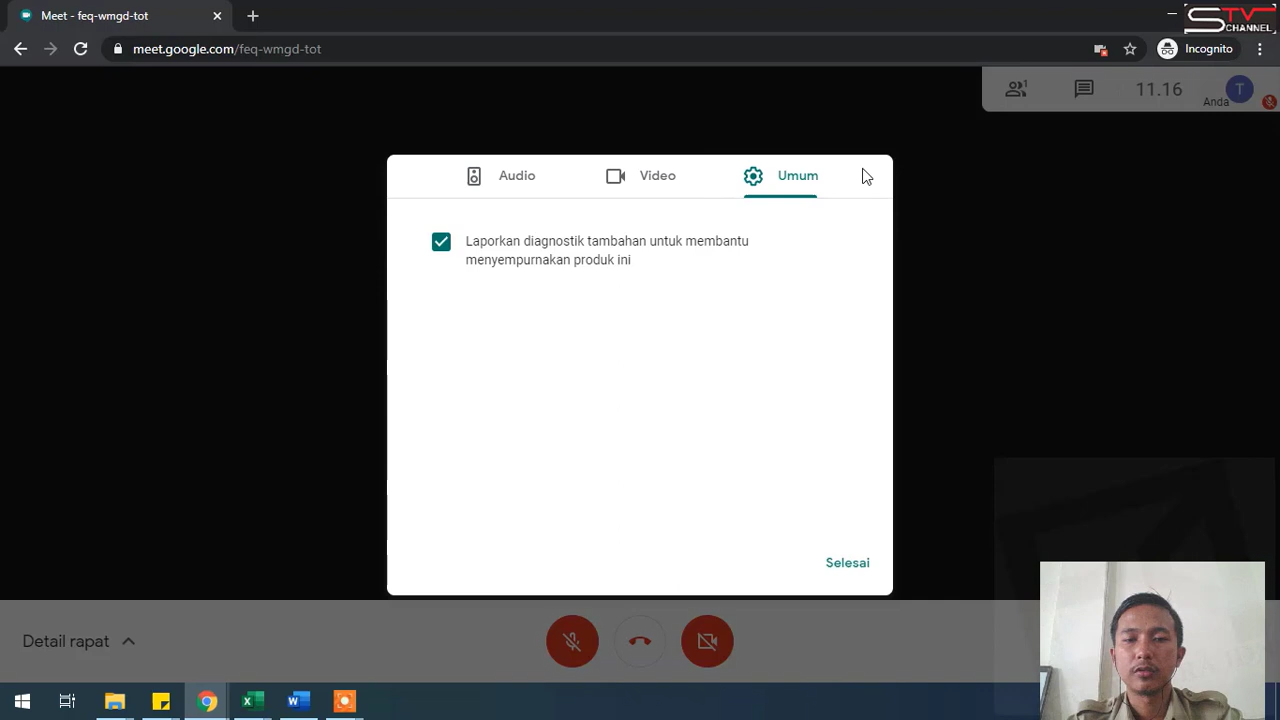 Meet - feq-wmgd-tot
STV
CHANNEL
meet.google.com/feq-wmgd-tot
Incognito
1
11.16
T
Anda
Audio
Video
Umum
Laporkan diagnostik tambahan untuk membantu
menyempurnakan produk ini
Selesai
Detail rapat